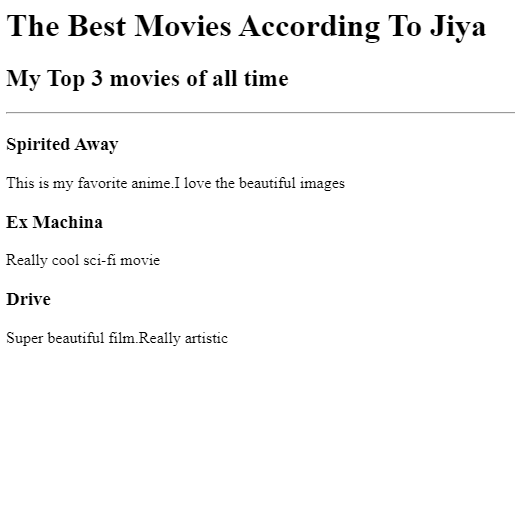 The Best Movies According To Jiya
My Top 3 movies of all time
Spirited Away
This is my favorite anime.I love the beautiful images
Ex Machina
Really cool sci-fi movie
Drive
Super beautiful film.Really artistic